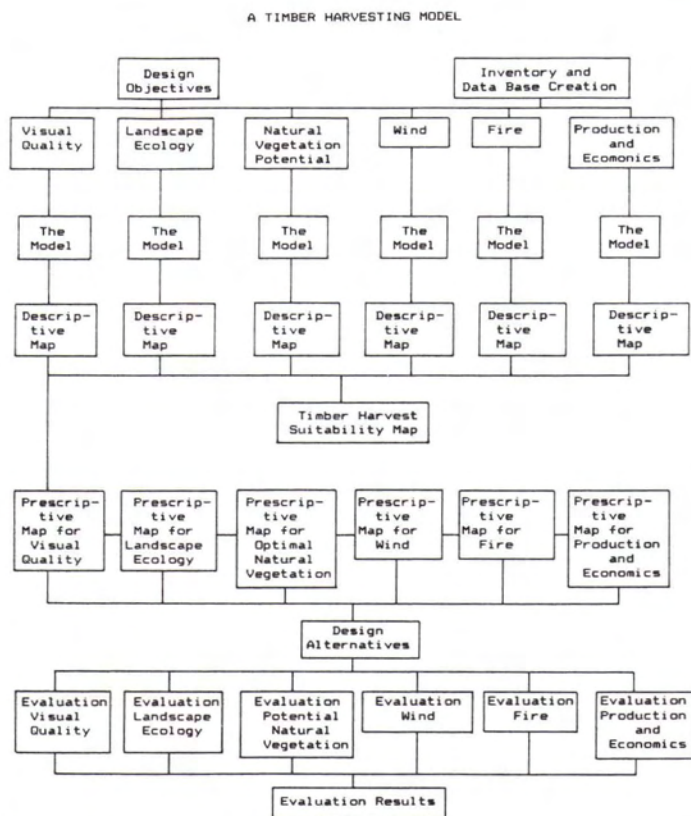 A TIMBER HARVESTING MODEL
Design
Objectives
Inventory and
Data Base Creation
Visual
Quality
Landscape
Ecology
Natural
Vegetation
Potential
Wind
Fire
Production
and
Ecomonics
The
Model
The
Model
The
Model
The
Model
The
Model
The
Model
Descrip-
tive
Map
Descrip-
tive
Map
Descrip-
tive
Map
Descrip-
tive
Map
Descrip-
tive
Map
Descrip-
tive
Map
Timber Harvest
Suitability Map
Prescrip-
tive
Map for
Visual
Quality
Prescrip-
tive
Map for
Landscape
Ecology
Prescrip-
tive
Map for
Optimal
Natural
Vegetation
Prescrip-
tive
Map for
Wind
Prescrip-
tive
Map for
Fire
Prescrip-
tive
Map for
Production
and
Economics
Design
Alternatives
Evaluation
Visual
Quality
Evaluation
Landscape
Ecology
Evaluation
Potential
Natural
Vegetation
Evaluation
Wind
Evaluation
Fire
Evaluation
Production
and
Economics
Evaluation Results